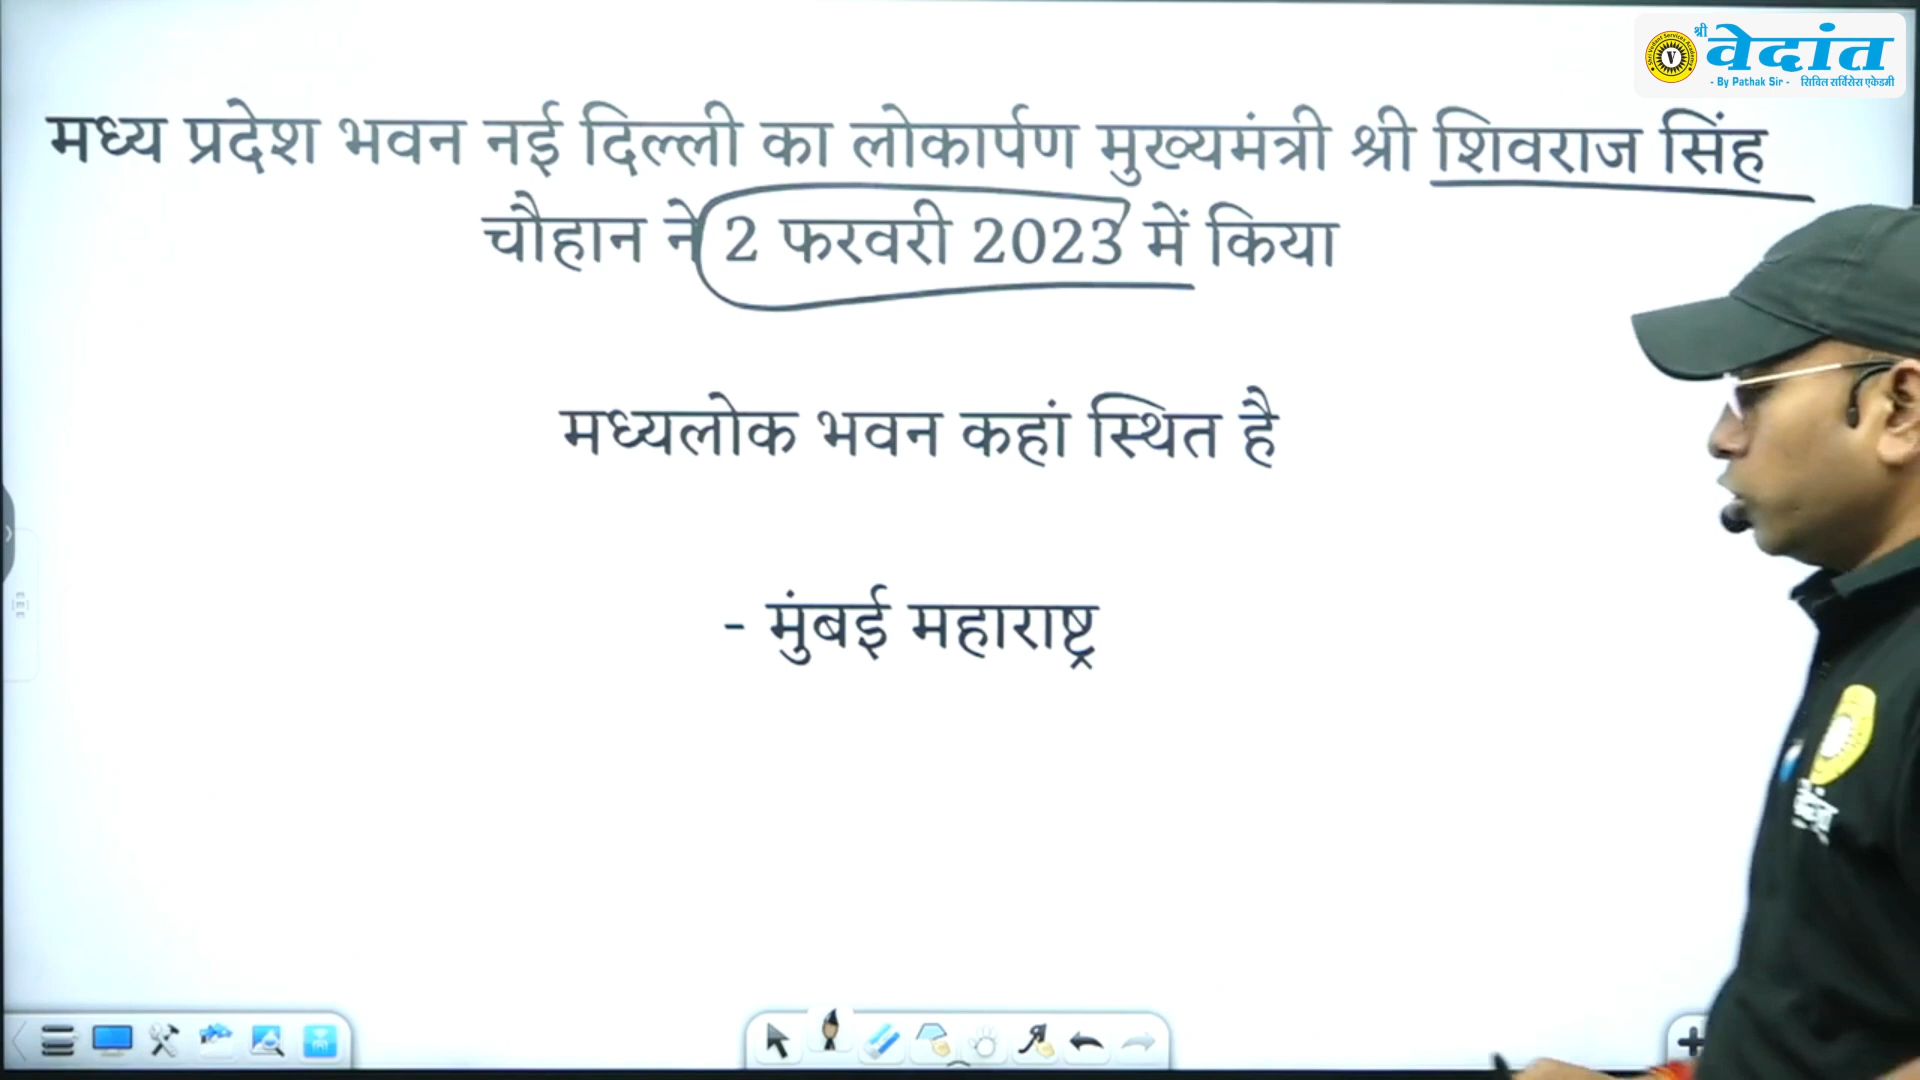 श्री वेदांत
- By Pathak Sir - सिविल सर्विसेस एकेडमी
मध्य प्रदेश भवन नई दिल्ली का लोकार्पण मुख्यमंत्री श्री शिवराज सिंह
चौहान ने 2 फरवरी 2023 में किया
मध्यलोक भवन कहां स्थित है
- मुंबई महाराष्ट्र